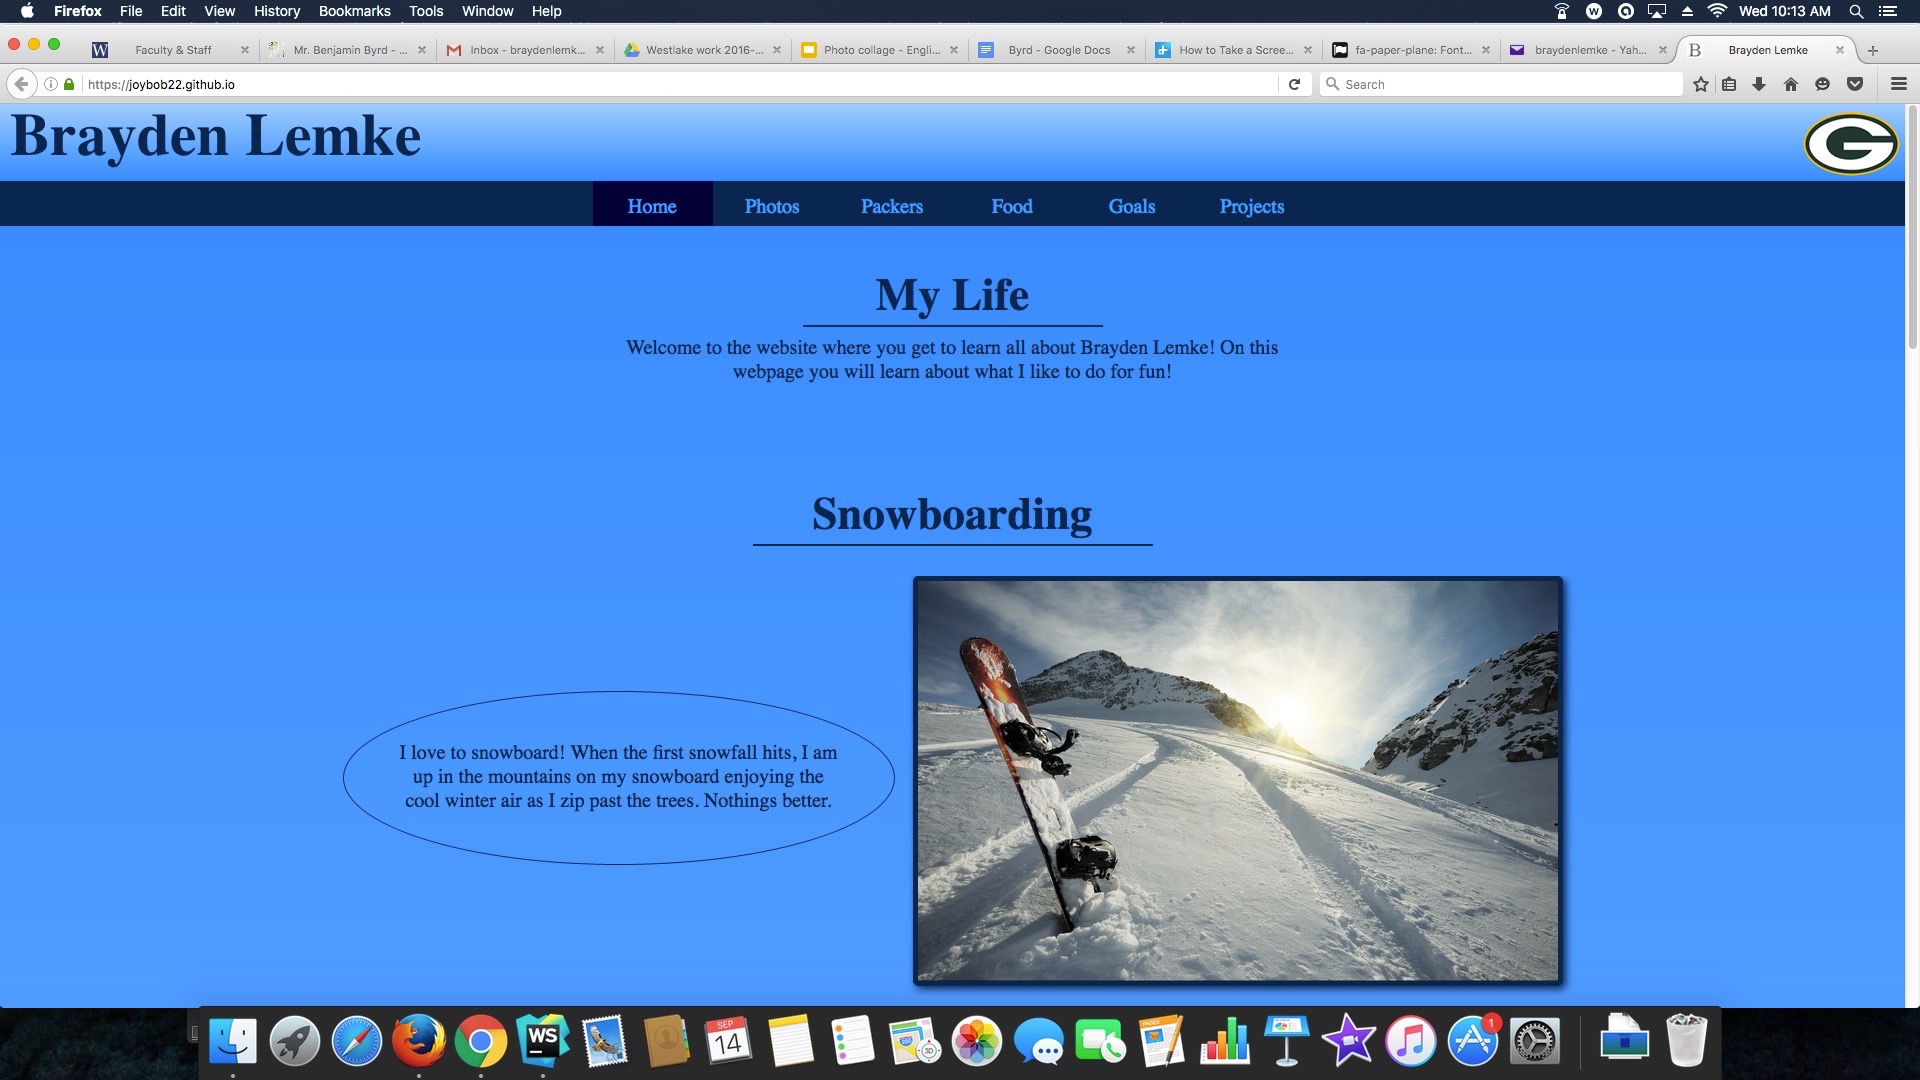 Firefox File Edit View History Bookmarks Tools Window Help Wed 10:13 AM
W Faculty & Staff Mr. Benjamin Byrd - ... Inbox - braydenlemk... Westlake work 2016-... Photo collage - Engli... Byrd - Google Docs How to Take a Scree... fa-paper-plane: Font... braydenlemke - Yah... B Brayden Lemke
https://joybob22.github.io Search
Brayden Lemke G
Home Photos Packers Food Goals Projects
My Life
Welcome to the website where you get to learn all about Brayden Lemke! On this
webpage you will learn about what I like to do for fun!
Snowboarding
I love to snowboard! When the first snowfall hits, I am
up in the mountains on my snowboard enjoying the
cool winter air as I zip past the trees. Nothings better.
WS SEP 14 PAGES 1